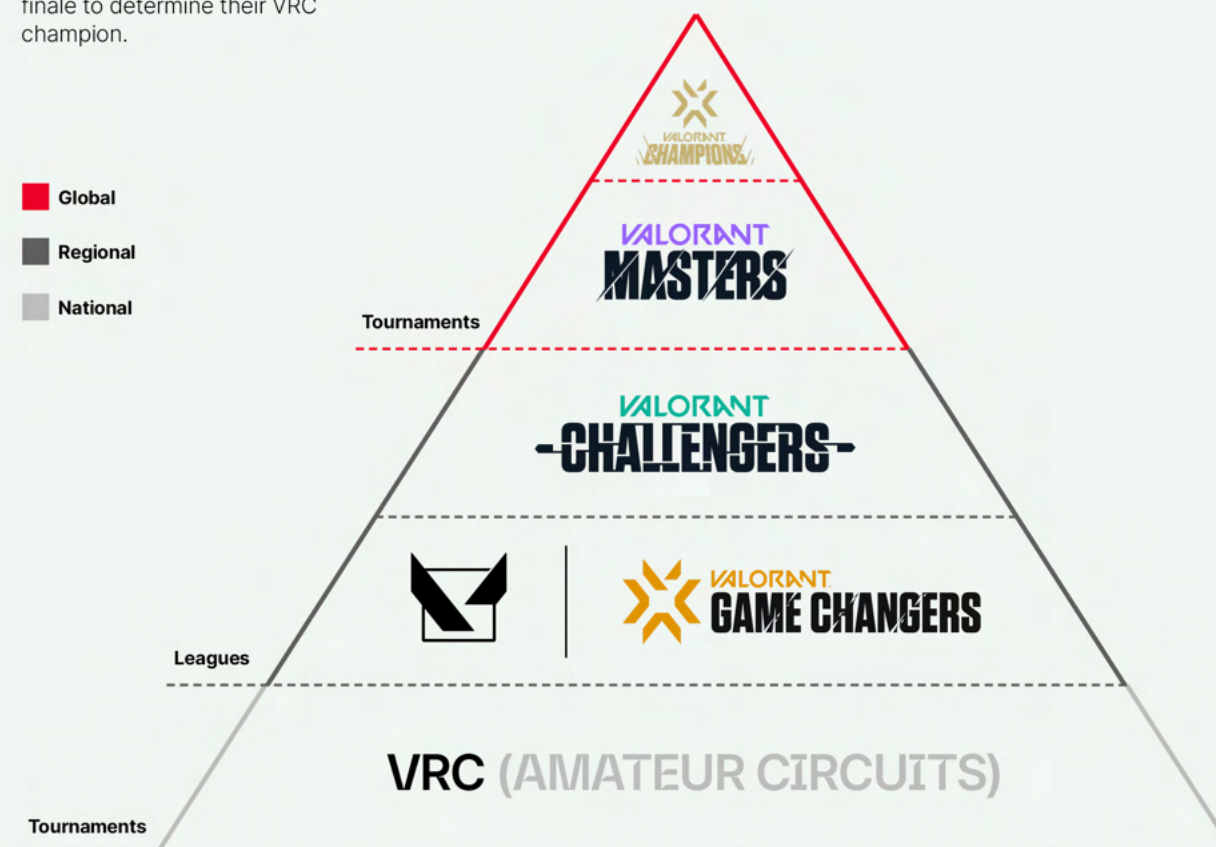 finale to determine their VRC
champion.
VALORANT
CHAMPIONS
Global
VALORANT
MASTERS
Regional
National
Tournaments
VALORANT
CHALLENGERS
VALORANT
GAME CHANGERS
Leagues
VRC (AMATEUR CIRCUITS)
Tournaments